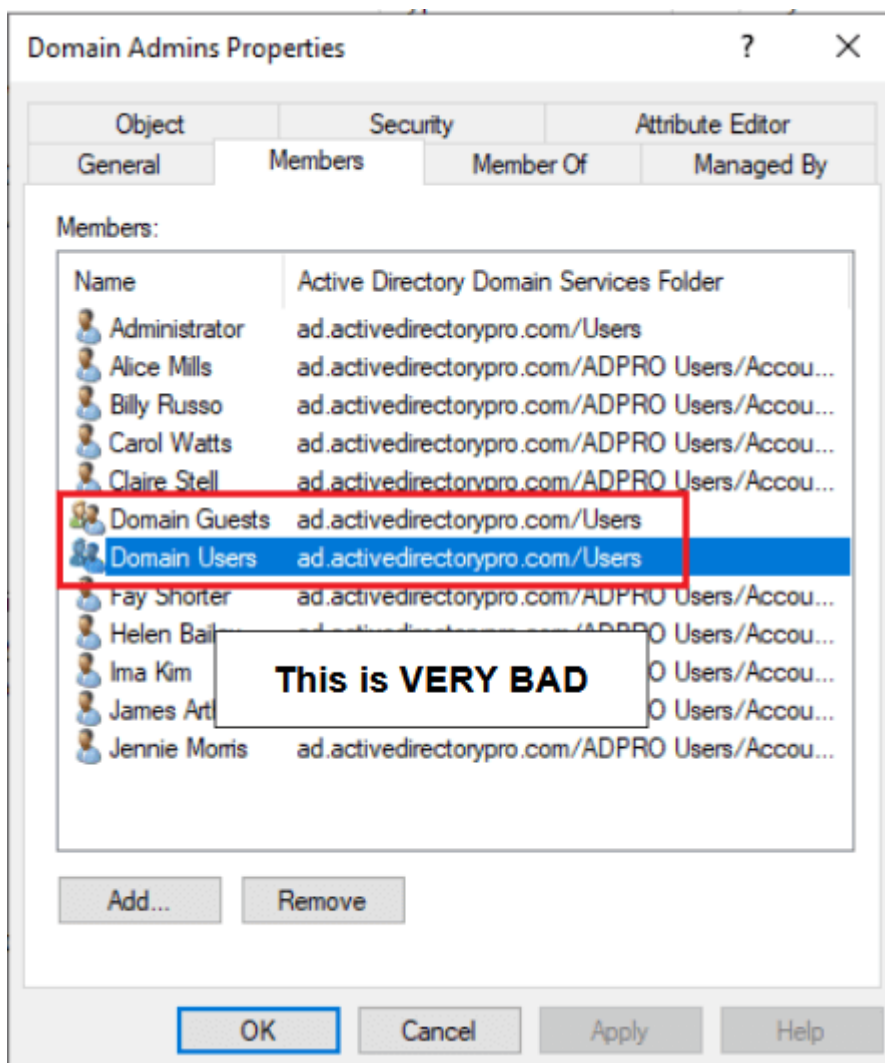 Domain Admins Properties ? ×
Object Security Attribute Editor
General Members Member Of Managed By
Members:
Name Active Directory Domain Services Folder
Administrator ad.activedirectorypro.com/Users
Alice Mills ad.activedirectorypro.com/ADPRO Users/Accou...
Billy Russo ad.activedirectorypro.com/ADPRO Users/Accou...
Carol Watts ad.activedirectorypro.com/ADPRO Users/Accou...
Claire Stell ad.activedirectorypro.com/ADPRO Users/Accou...
Domain Guests ad.activedirectorypro.com/Users
Domain Users ad.activedirectorypro.com/Users
Fay Shorter ad.activedirectorypro.com/ADPRO Users/Accou...
Helen
Ima Kim O Users/Accou...
This is VERY BAD
James O Users/Accou...
Jennie Morris ad.activedirectorypro.com/ADPRO Users/Accou...
Add... Remove
OK Cancel Apply Help